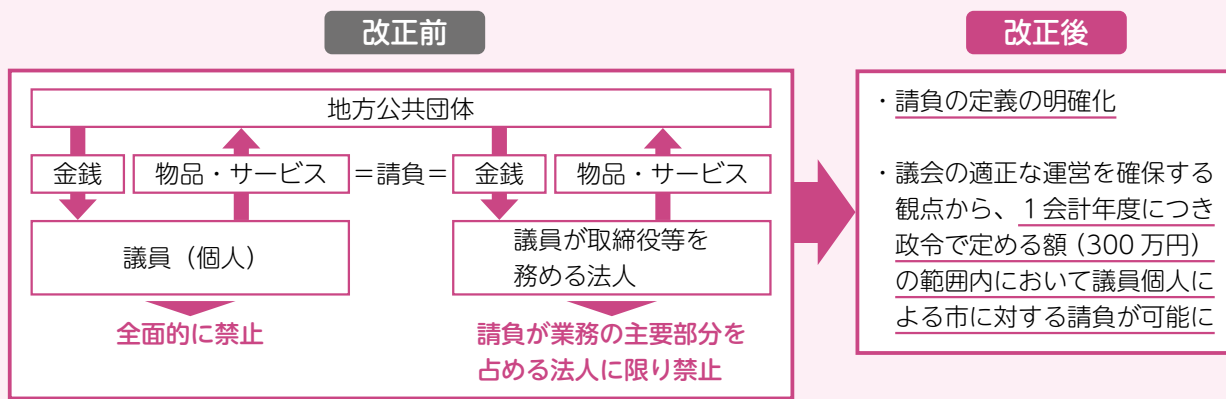 改正前
地方公共団体
金銭
物品・サービス
＝請負＝
金銭
物品・サービス
議員（個人）
議員が取締役等を
務める法人
全面的に禁止
請負が業務の主要部分を
占める法人に限り禁止
改正後
・請負の定義の明確化
・議会の適正な運営を確保する
観点から、１会計年度につき
政令で定める額（300 万円）
の範囲内において議員個人に
よる市に対する請負が可能に